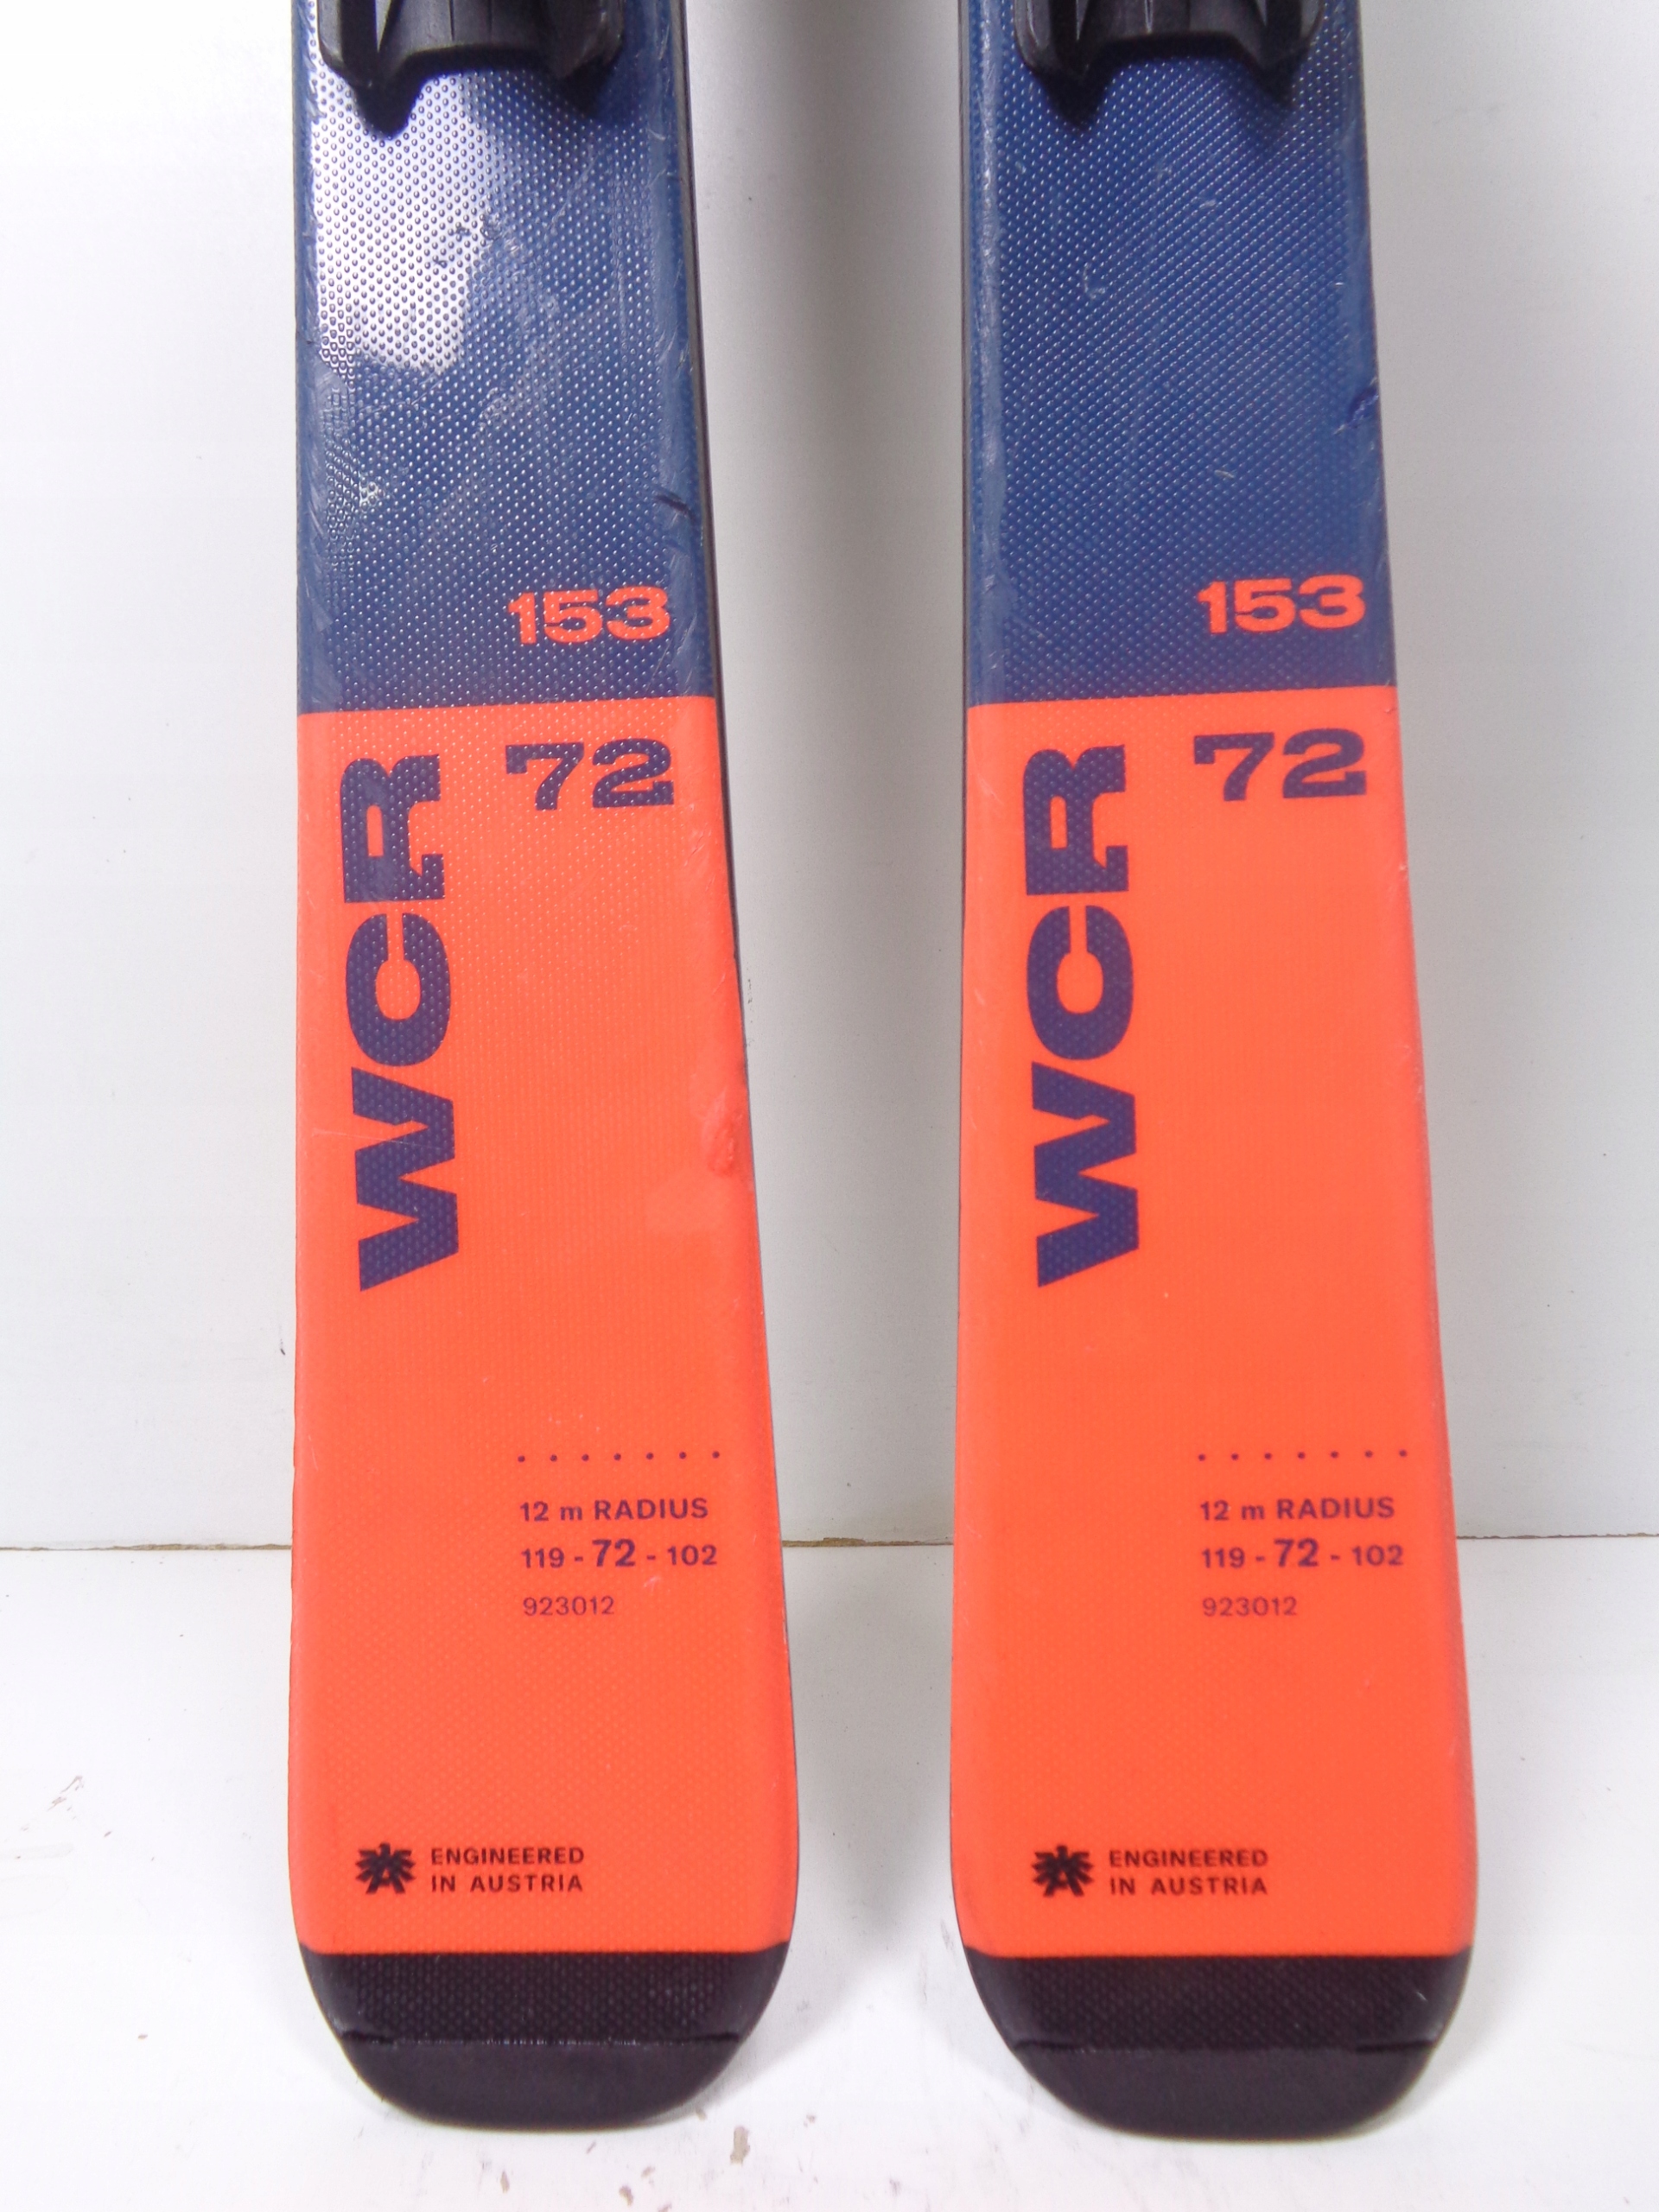 153
72
WCR
12 m RADIUS
119 - 72 - 102
923012
ENGINEERED
IN AUSTRIA
153
72
WCR
12 m RADIUS
119 - 72 - 102
923012
ENGINEERED
IN AUSTRIA